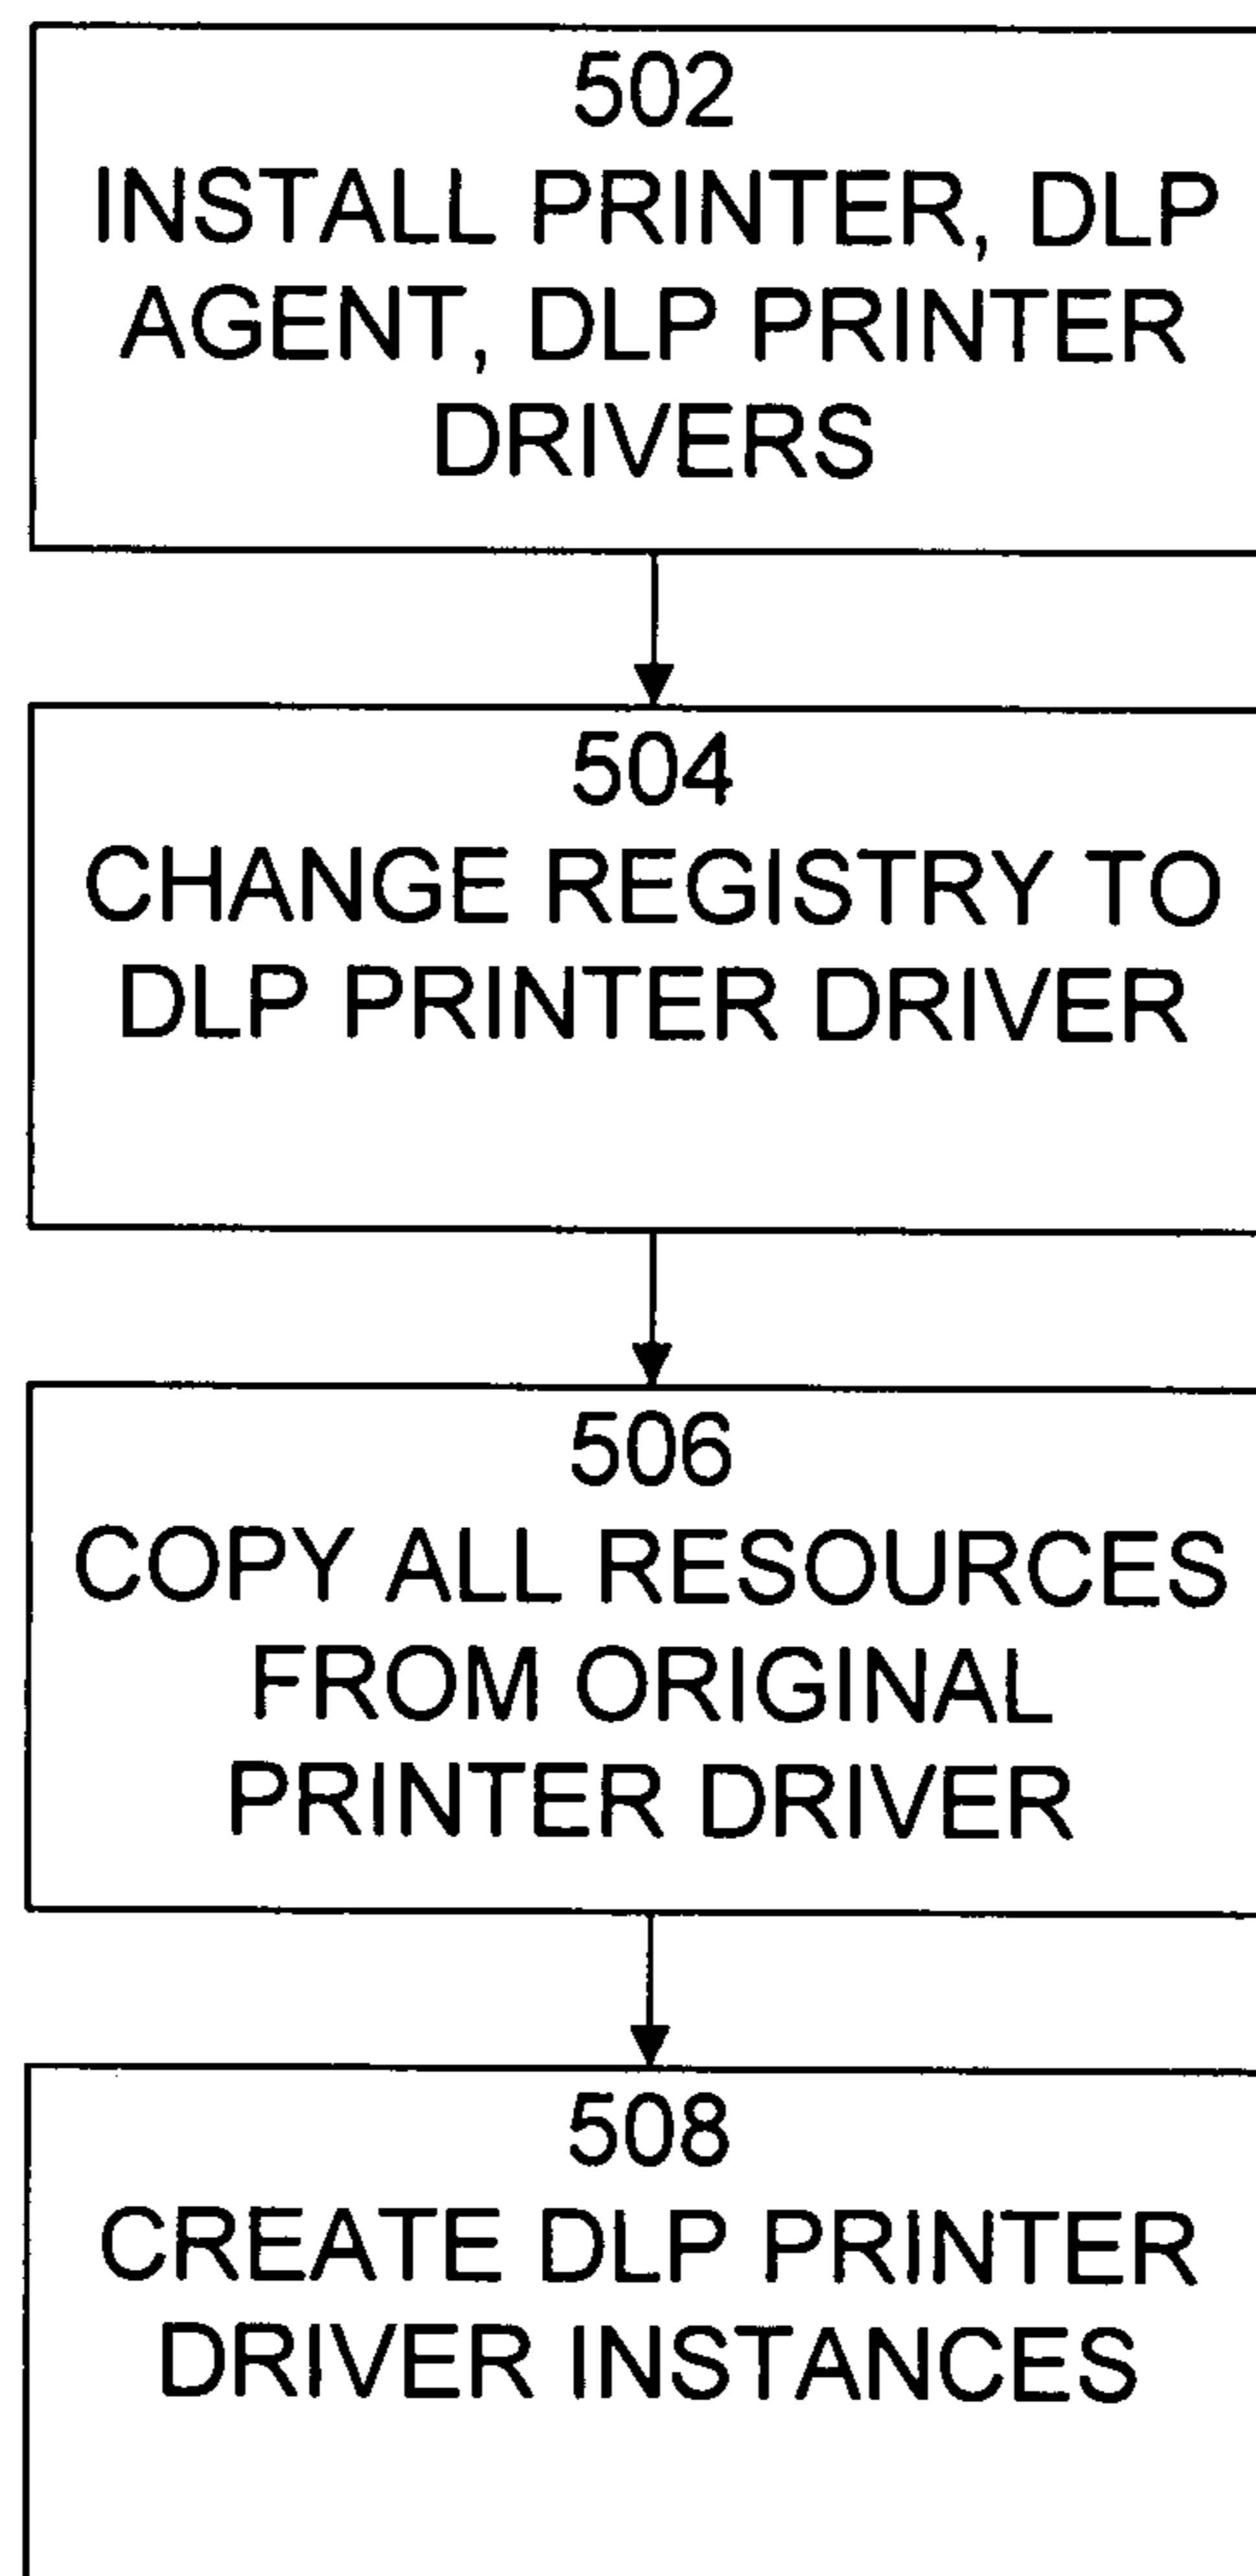 502
INSTALL PRINTER, DLP
AGENT, DLP PRINTER
DRIVERS
504
CHANGE REGISTRY TO
DLP PRINTER DRIVER
506
COPY ALL RESOURCES
FROM ORIGINAL
PRINTER DRIVER
508
CREATE DLP PRINTER
DRIVER INSTANCES